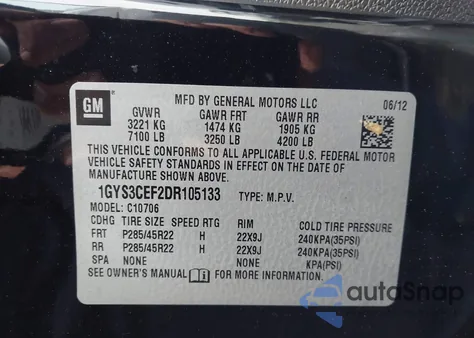 GM
MFD BY GENERAL MOTORS LLC
06/12
GVWR GAWR FRT GAWR RR
3221 KG 1474 KG 1905 KG
7100 LB 3250 LB 4200 LB
THIS VEHICLE CONFORMS TO ALL APPLICABLE U.S. FEDERAL MOTOR
VEHICLE SAFETY STANDARDS IN EFFECT ON THE DATE OF
MANUFACTURE SHOWN ABOVE.
1GYS3CEF2DR105133 TYPE: M.P.V.
MODEL: C10706
CDHG TIRE SIZE SPEED RTG RIM COLD TIRE PRESSURE
FRT P285/45R22 H 22X9J 240KPA(35PSI)
RR P285/45R22 H 22X9J 240KPA(35PSI)
SPA NONE NONE KPA(PSI)
SEE OWNER'S MANUAL FOR MORE INFORMATION.
autoSnap